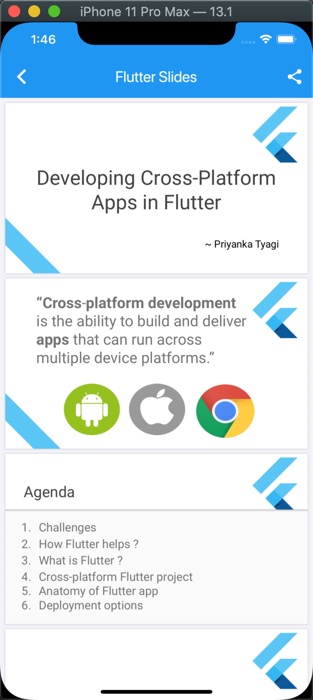 iPhone 11 Pro Max — 13.1
1:46
Flutter Slides
Developing Cross-Platform
Apps in Flutter
~ Priyanka Tyagi
“Cross-platform development
is the ability to build and deliver
apps that can run across
multiple device platforms.”
Agenda
1. Challenges
2. How Flutter helps ?
3. What is Flutter ?
4. Cross-platform Flutter project
5. Anatomy of Flutter app
6. Deployment options